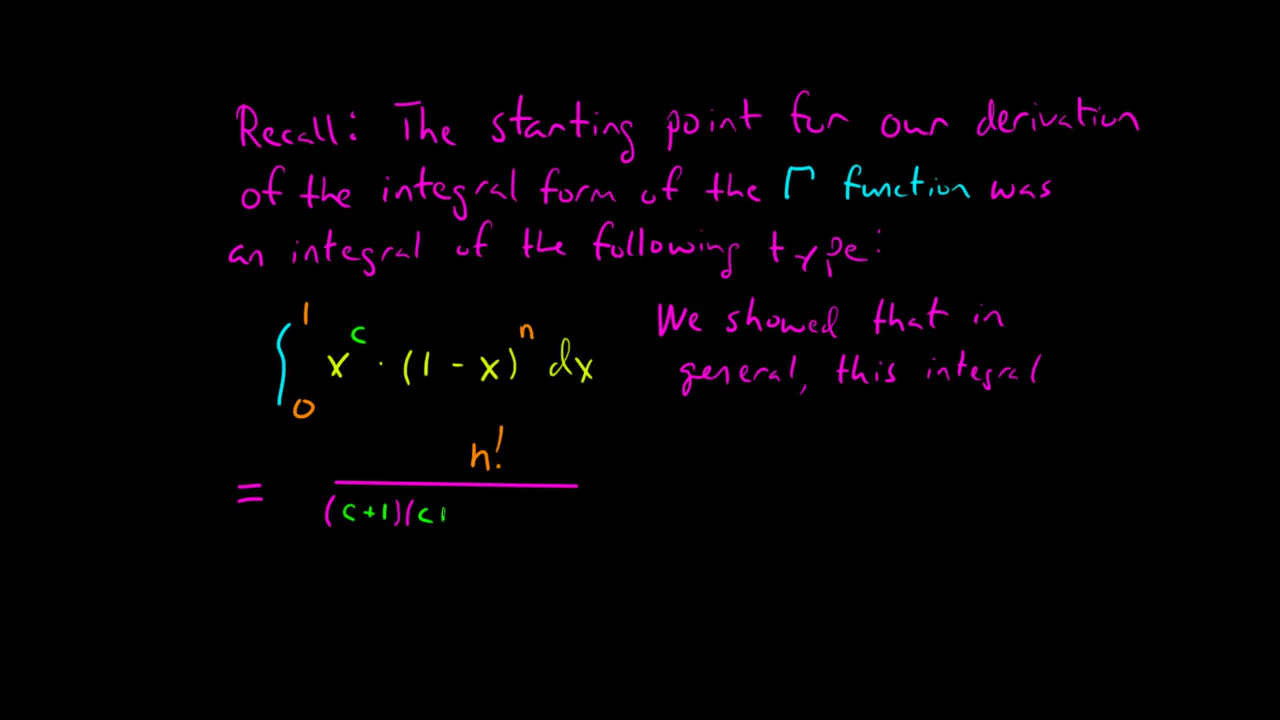 Recall: The starting point for our derivation
of the integral form of the Γ function was
an integral of the following type:
∫₀¹ x^c · (1 - x)^n dx
We showed that in
general, this integral
= n!
(c+1)(c